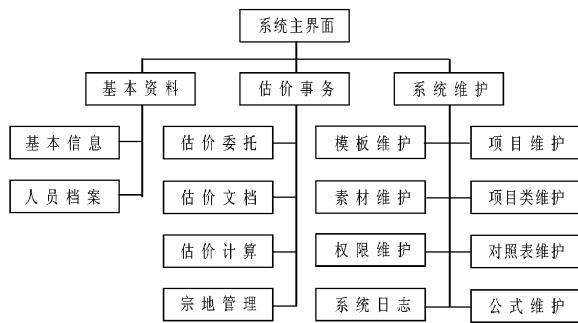 系统主界面
基本资料
估价事务
系统维护
基本信息
估价委托
模板维护
项目维护
人员档案
估价文档
素材维护
项目类维护
估价计算
权限维护
对照表维护
宗地管理
系统日志
公式维护